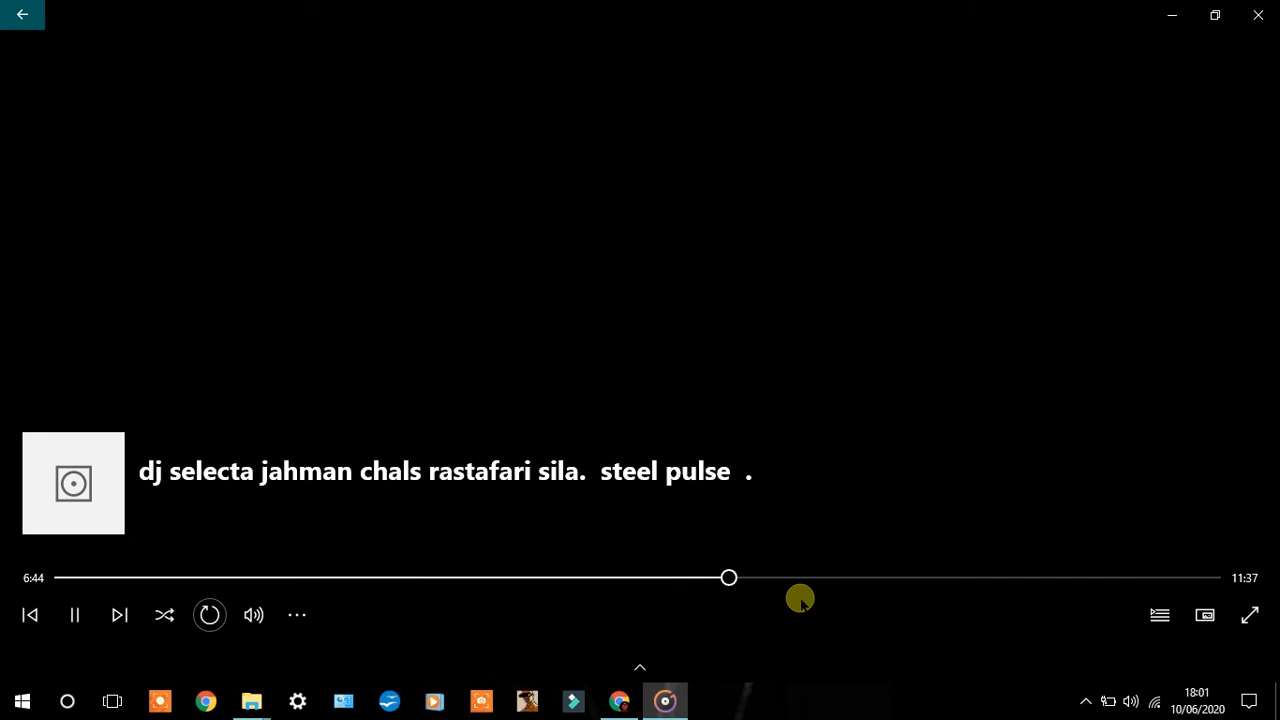 dj selecta jahman chals rastafari sila.  steel pulse  .
6:44
11:37
18:01
10/06/2020